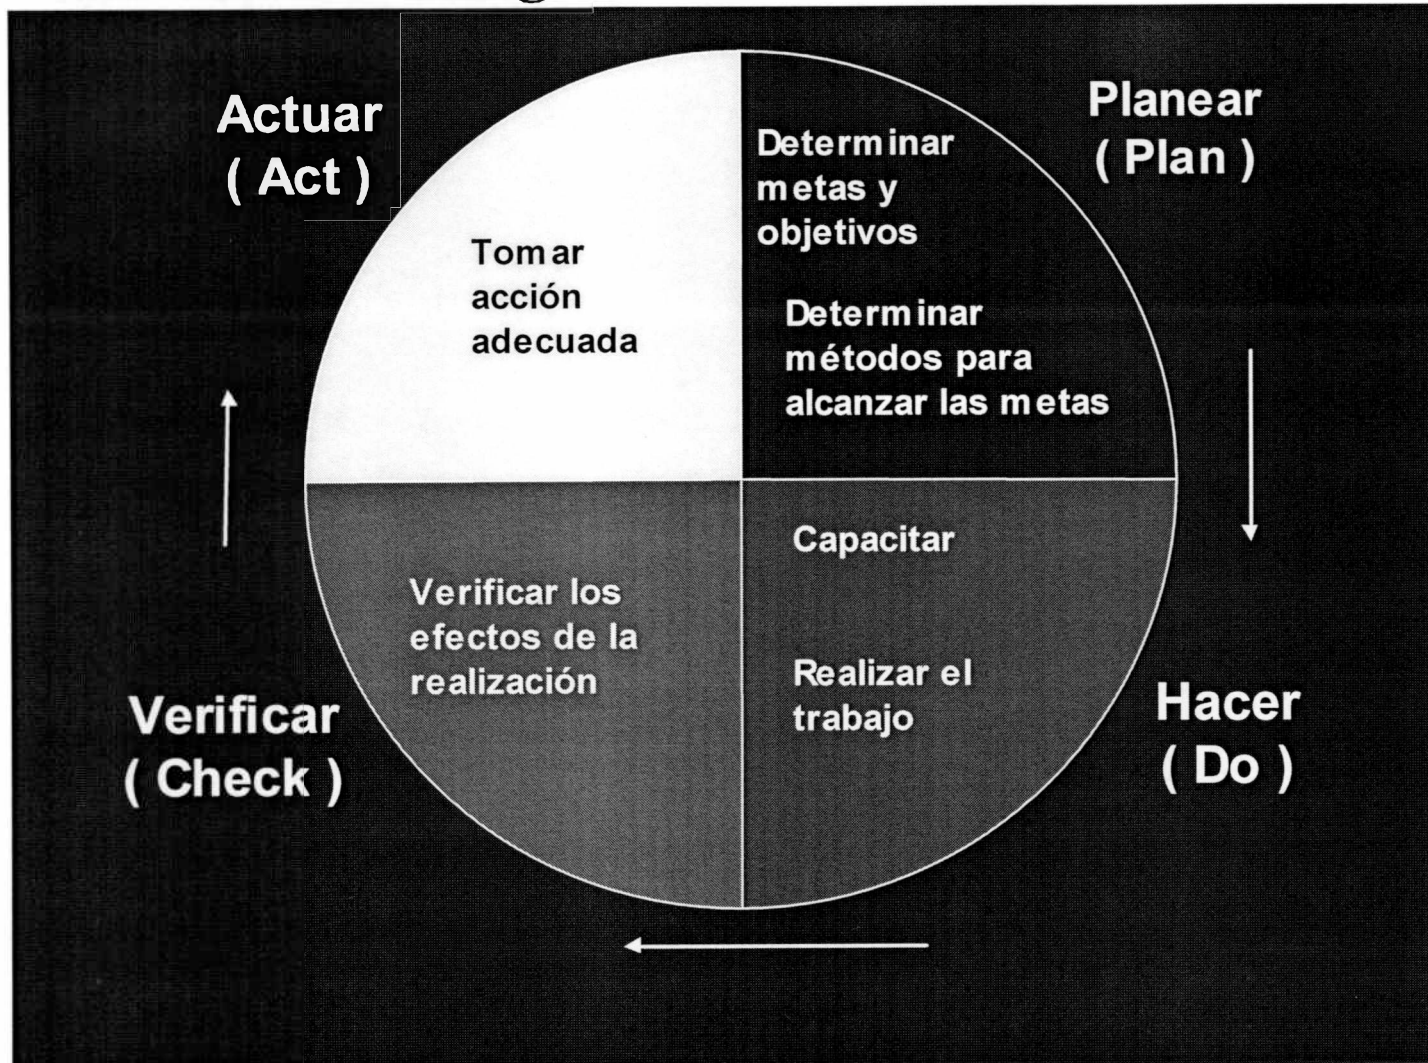 Actuar
( Act )
Tomar
acción
adecuada
Planear
( Plan )
Determinar
metas y
objetivos
Determinar
métodos para
alcanzar las metas
Capacitar
Realizar el
trabajo
Hacer
( Do )
Verificar los
efectos de la
realización
Verificar
( Check )